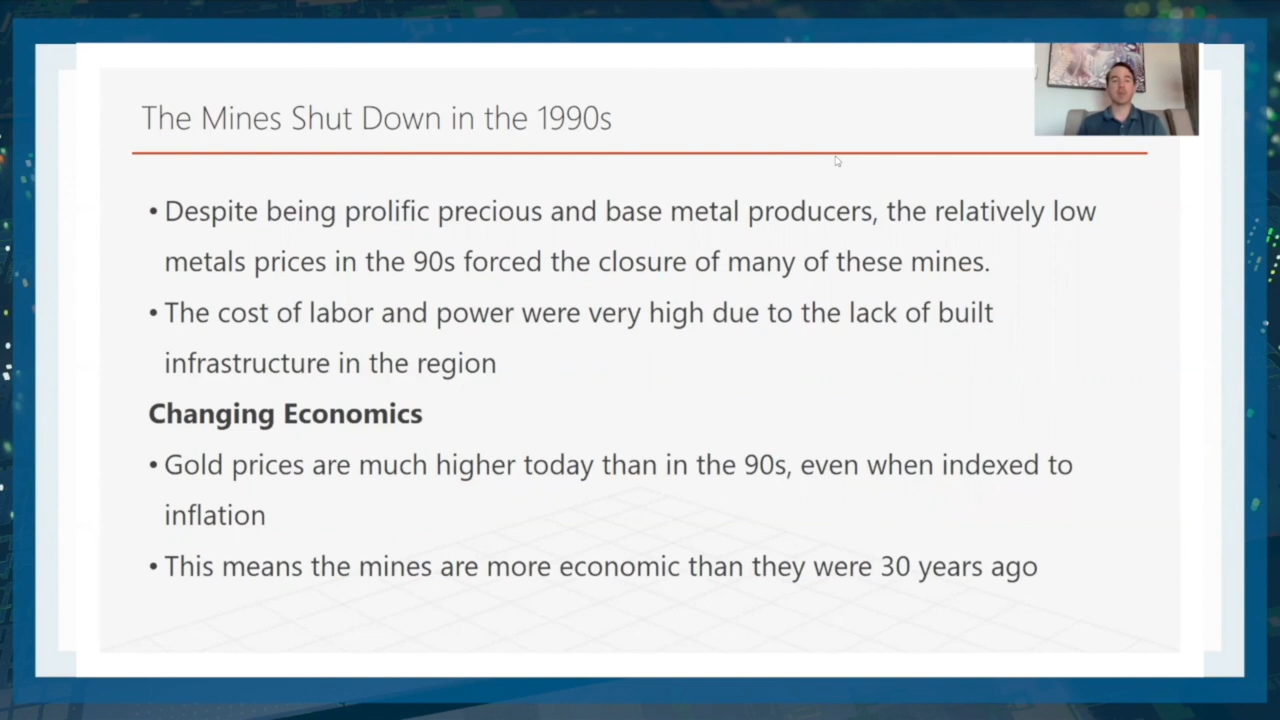 The Mines Shut Down in the 1990s
• Despite being prolific precious and base metal producers, the relatively low
metals prices in the 90s forced the closure of many of these mines.
• The cost of labor and power were very high due to the lack of built
infrastructure in the region
Changing Economics
• Gold prices are much higher today than in the 90s, even when indexed to
inflation
• This means the mines are more economic than they were 30 years ago